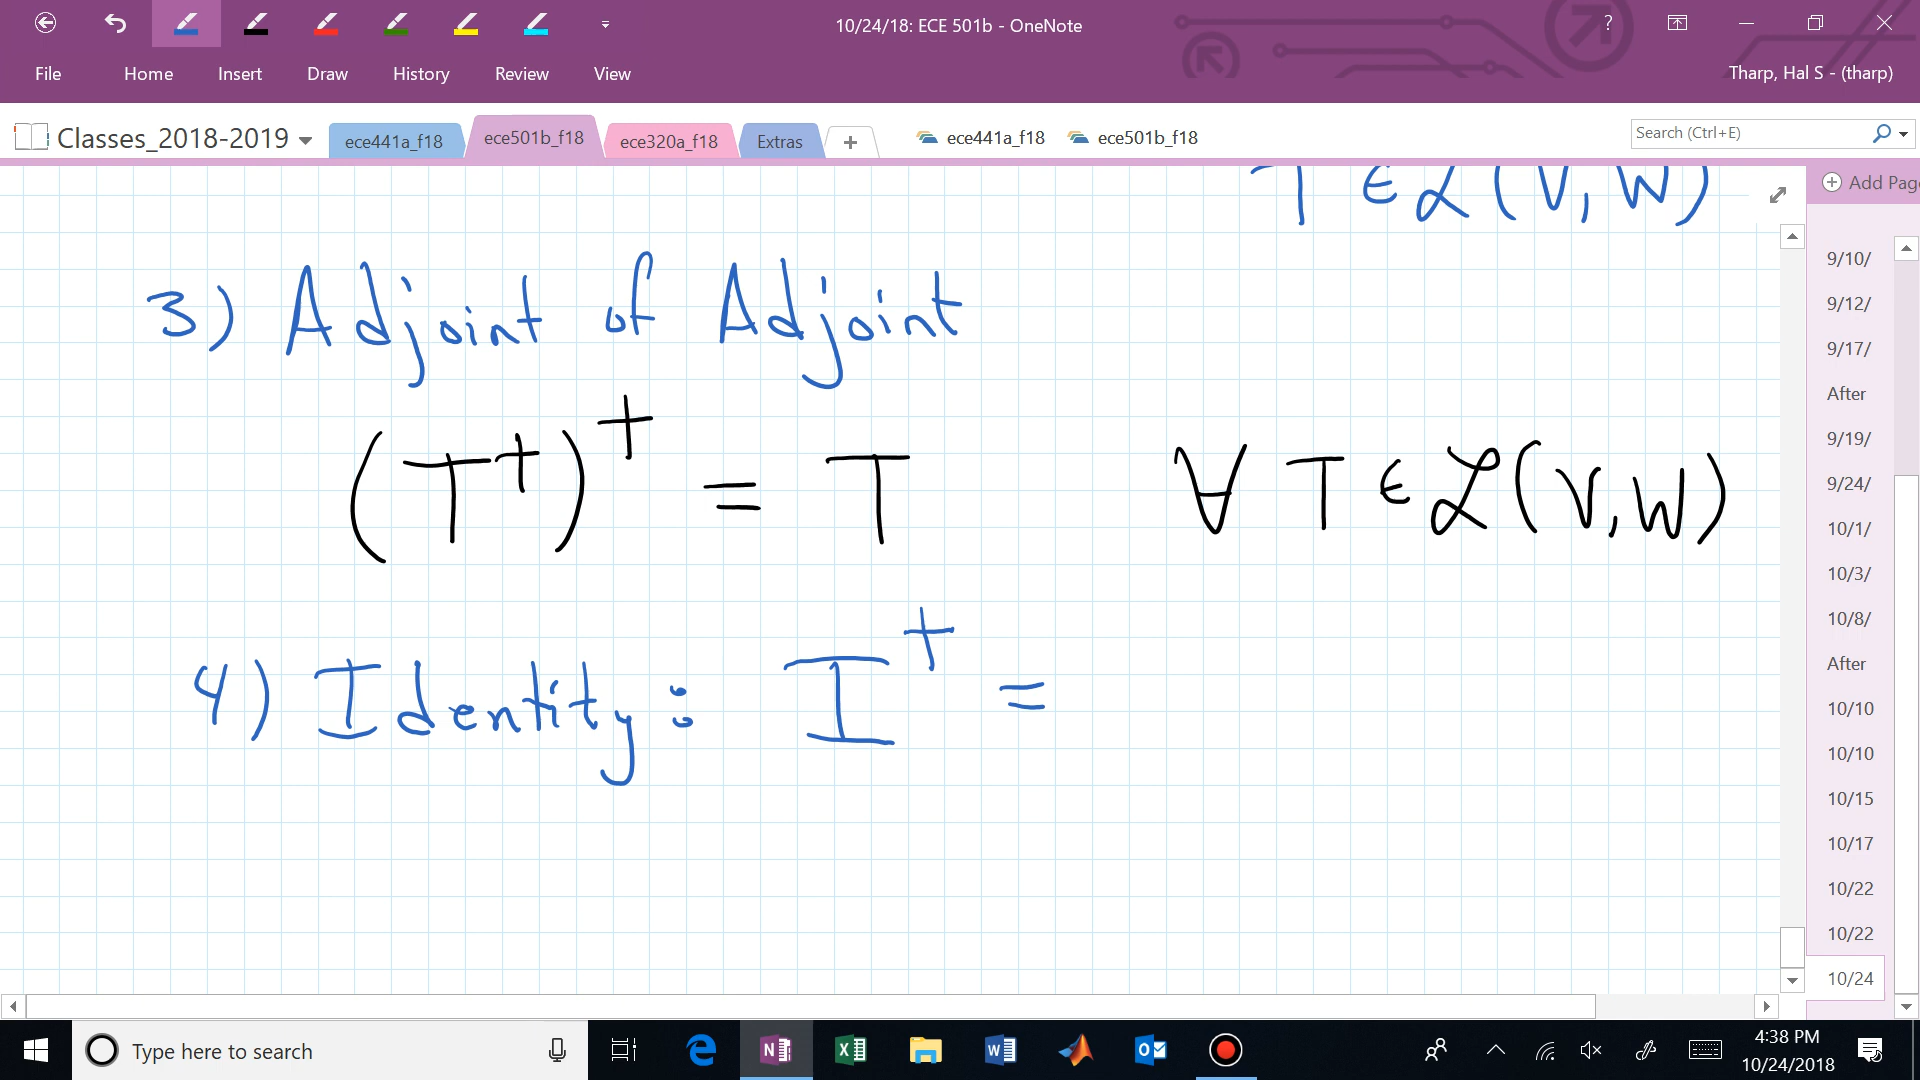 10/24/18: ECE 501b - OneNote
?
File Home Insert Draw History Review View
Tharp, Hal S - (tharp)
Classes_2018-2019 ece441a_f18 ece501b_f18 ece320a_f18 Extras + ece441a_f18 ece501b_f18
Search (Ctrl+E)
T ∈ ℒ(V, W)
Add Pag
3) Adjoint of Adjoint
(T†)† = T ∀ T ∈ ℒ(V, W)
4) Identity: I† =
9/10/
9/12/
9/17/
After
9/19/
9/24/
10/1/
10/3/
10/8/
After
10/10
10/10
10/15
10/17
10/22
10/22
10/24
Type here to search
4:38 PM
10/24/2018